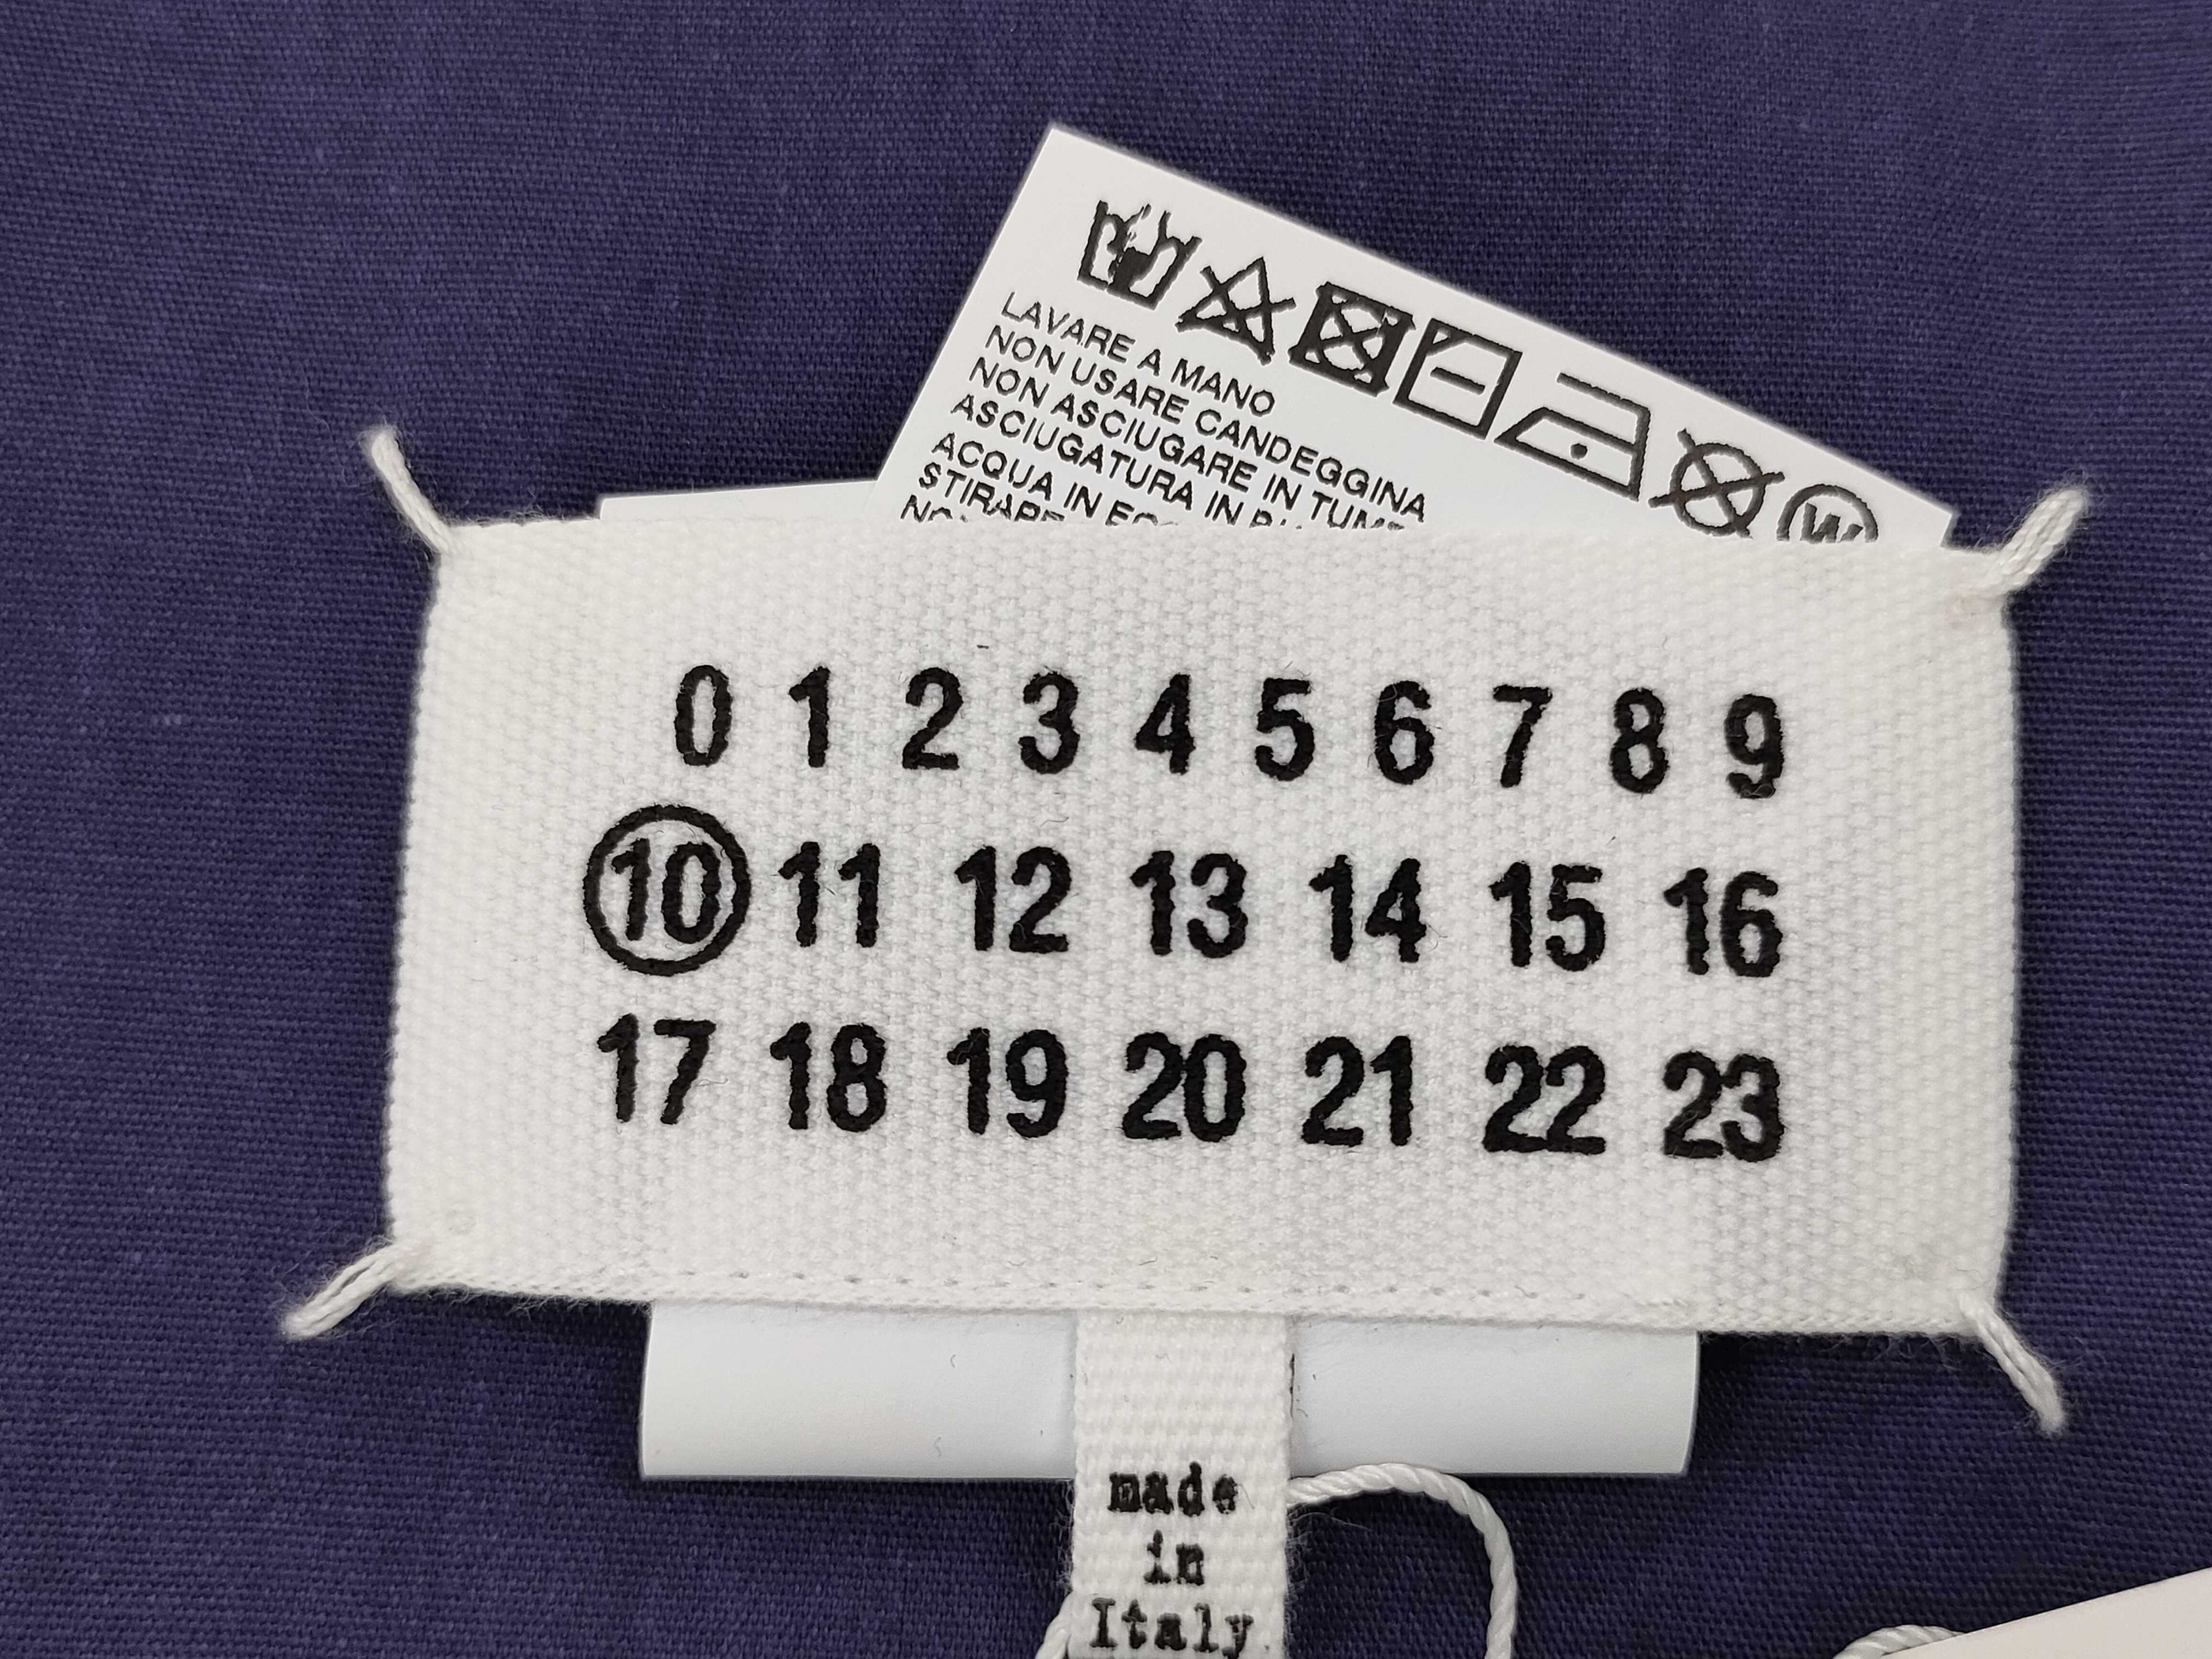 LAVARE A MANO
NON USARE CANDEGGINA
NON ASCIUGARE IN
ASCIUGATURA IN
ACQUA IN
STIRARE
W
0 1 2 3 4 5 6 7 8 9
10 11 12 13 14 15 16
17 18 19 20 21 22 23
made
in
Italy